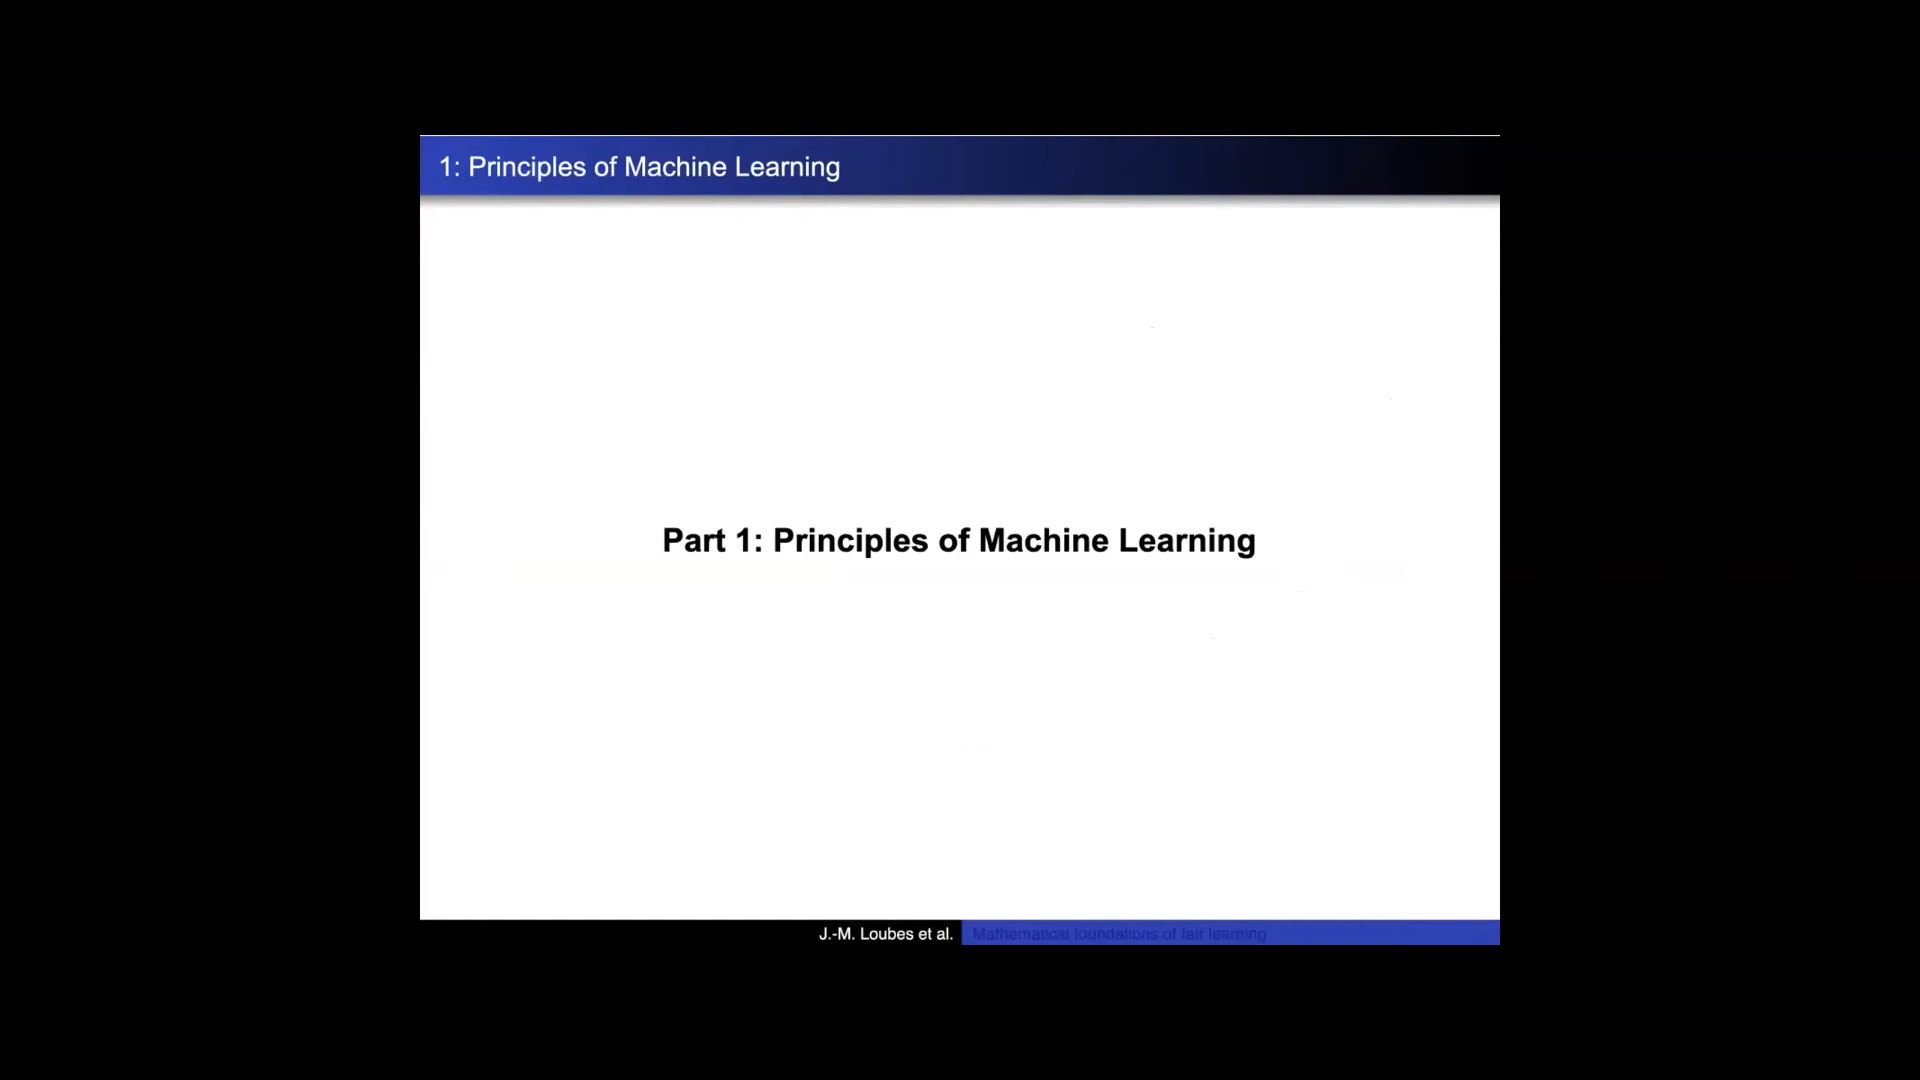 1: Principles of Machine Learning
Part 1: Principles of Machine Learning
J.-M. Loubes et al.
Mathematical foundations of fair learning